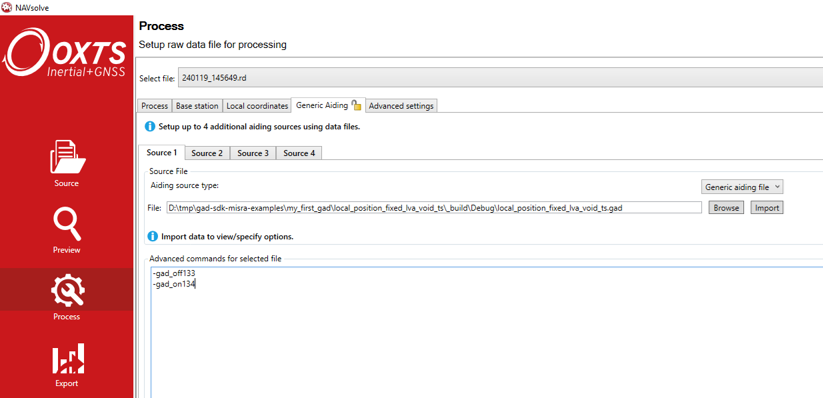 NAVsolve
OXTS
Inertial+GNSS
Source
Preview
Process
Export
Process
Setup raw data file for processing
Select file: 240119_145649.rd
Process Base station Local coordinates Generic Aiding Advanced settings
Setup up to 4 additional aiding sources using data files.
Source 1 Source 2 Source 3 Source 4
Source File
Aiding source type: Generic aiding file
File: D:\tmp\gad-sdk-misra-examples\my_first_gad\local_position_fixed_lva_void_ts\_build\Debug\local_position_fixed_lva_void_ts.gad Browse Import
Import data to view/specify options.
Advanced commands for selected file
-gad_off133
-gad_on134